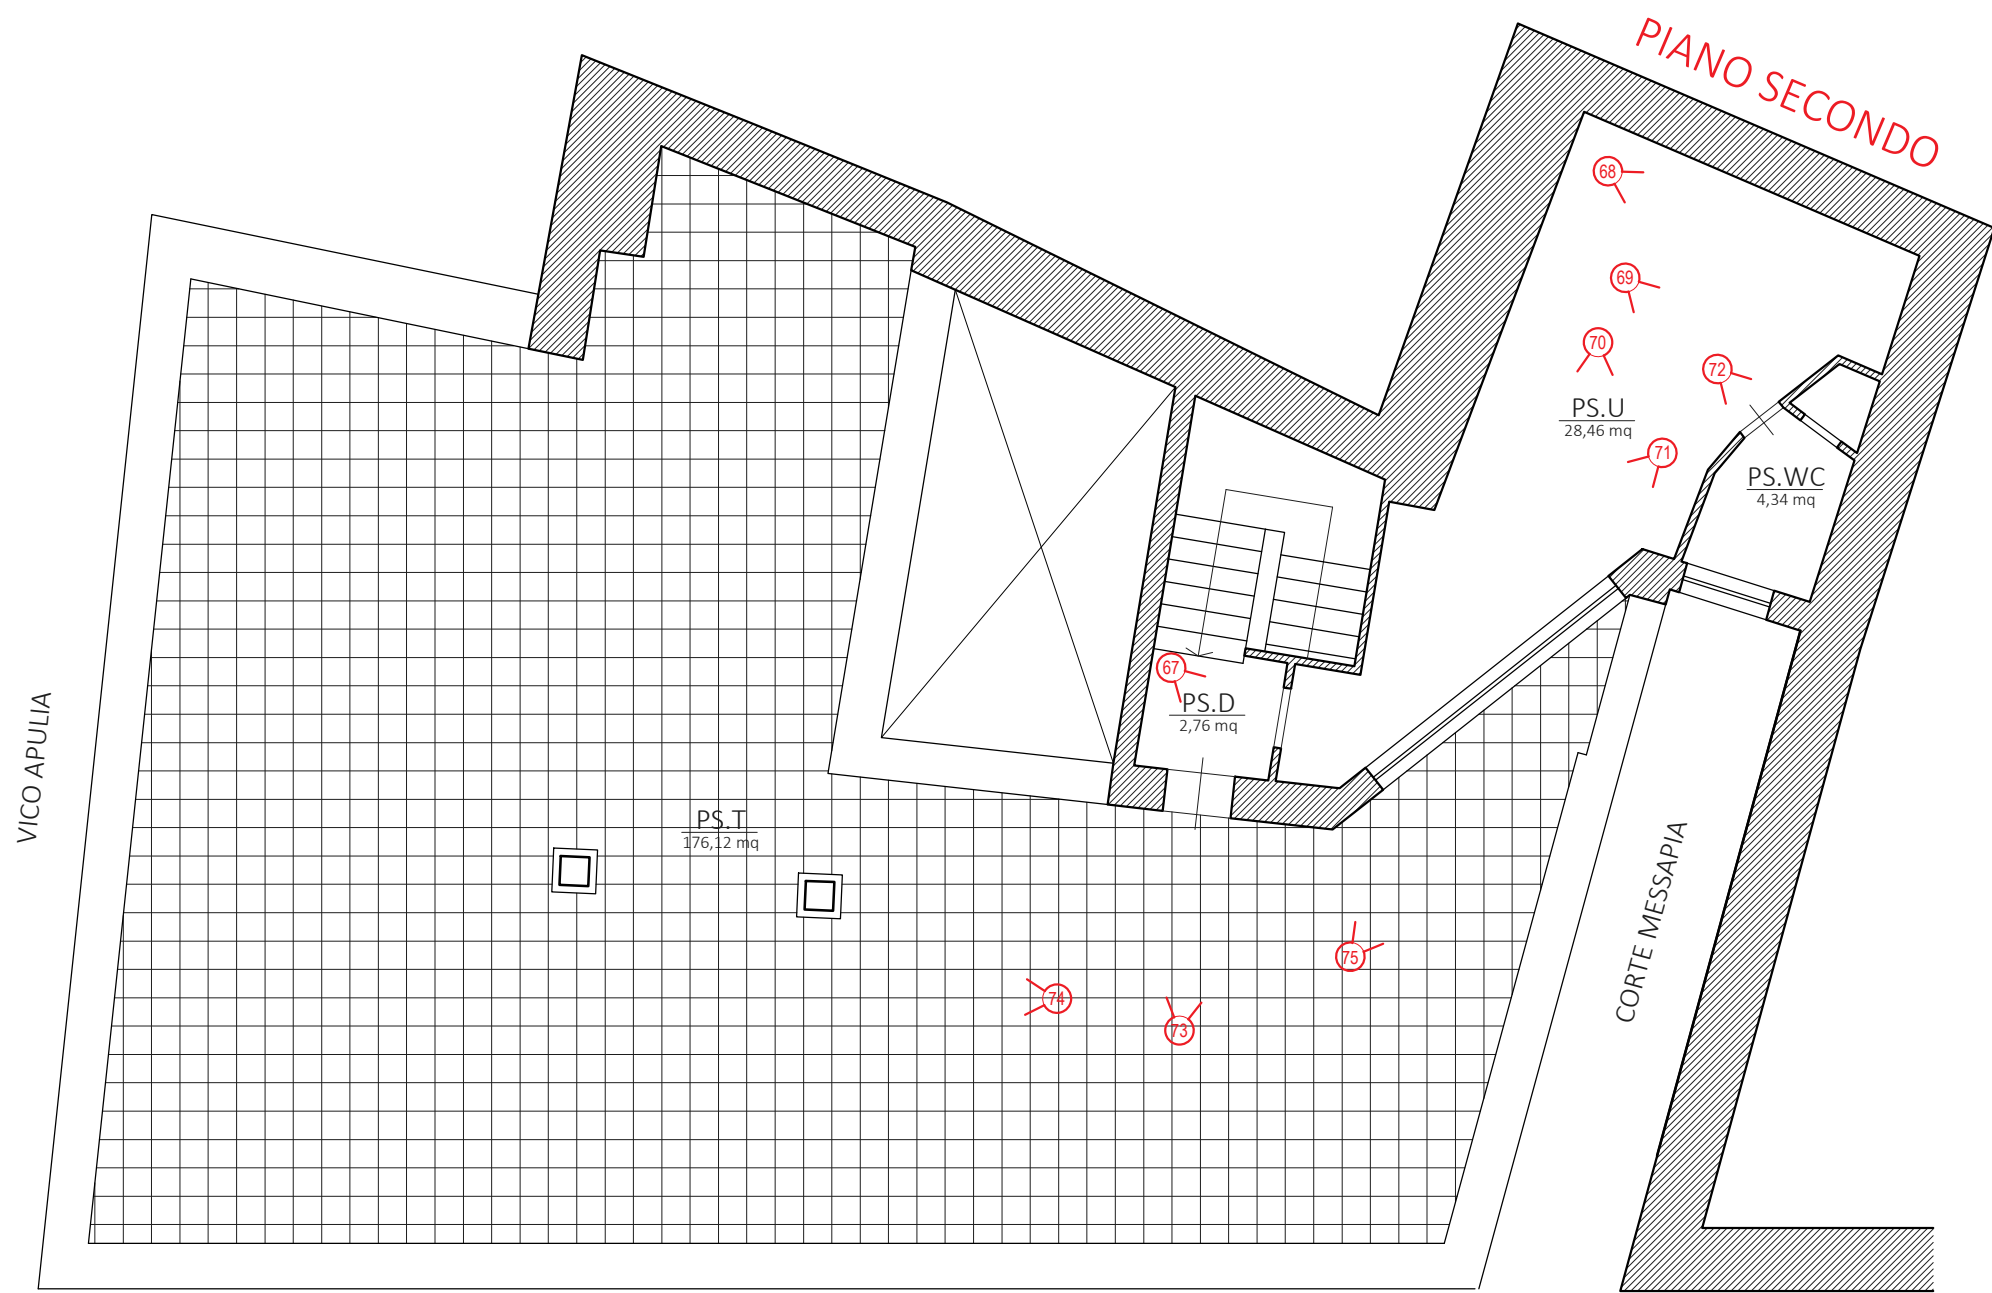 PIANO SECONDO
68
69
70
72
PS.U
28,46 mq
71
PS.WC
4,34 mq
67
PS.D
2,76 mq
VICO APULIA
PS.T
176,12 mq
CORTE MESSAPIA
75
74
73